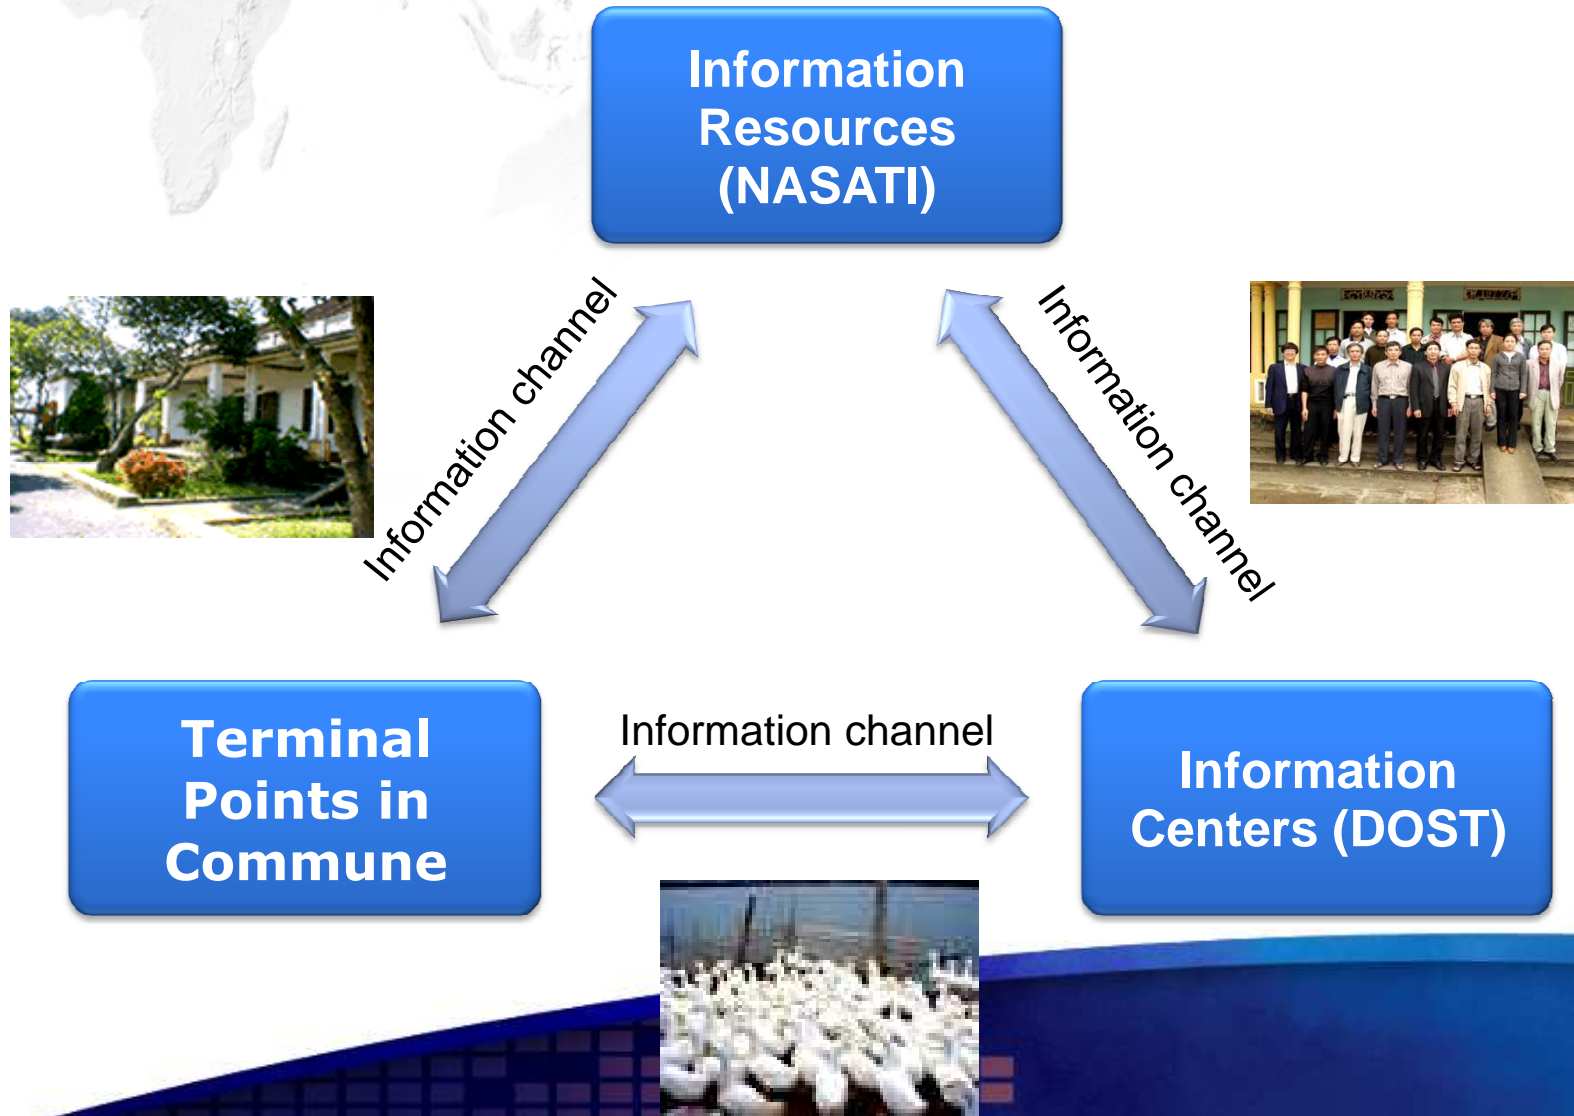 Information
Resources
(NASATI)
Information channel
Information channel
Terminal
Points in
Commune
Information channel
Information
Centers (DOST)